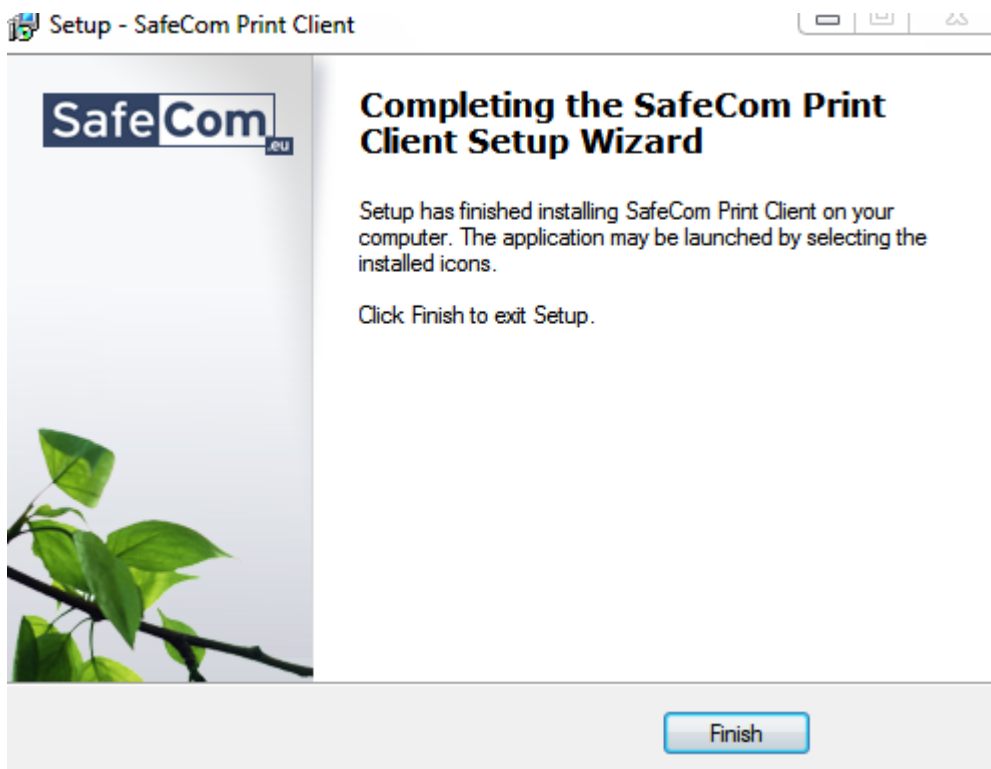 Setup - SafeCom Print Client
SafeCom
.eu
Completing the SafeCom Print
Client Setup Wizard
Setup has finished installing SafeCom Print Client on your
computer. The application may be launched by selecting the
installed icons.
Click Finish to exit Setup.
Finish